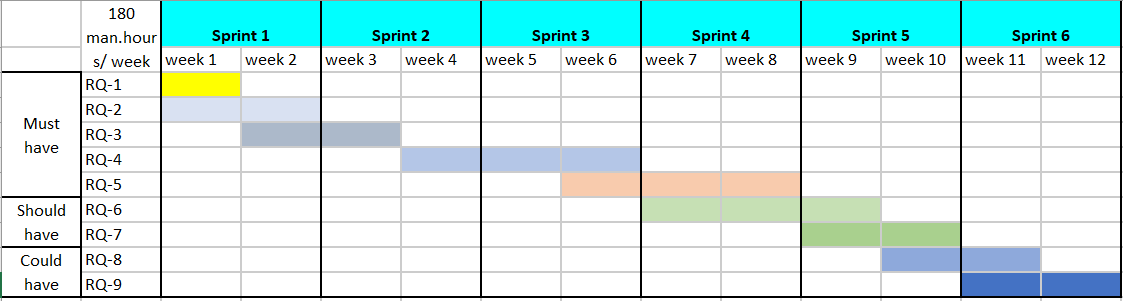 180
man.hour
s/ week
Sprint 1 Sprint 2 Sprint 3 Sprint 4 Sprint 5 Sprint 6
week 1 week 2 week 3 week 4 week 5 week 6 week 7 week 8 week 9 week 10 week 11 week 12
Must
have
RQ-1
RQ-2
RQ-3
RQ-4
RQ-5
Should
have
RQ-6
RQ-7
Could
have
RQ-8
RQ-9